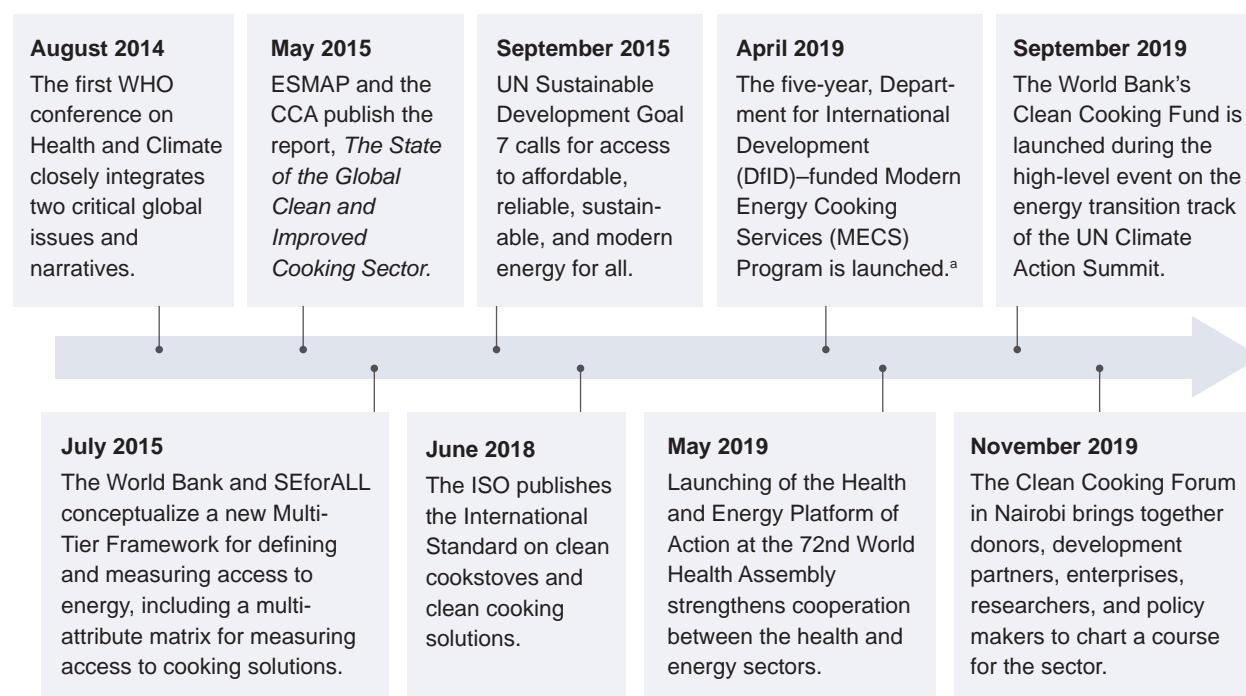 August 2014
The first WHO
conference on
Health and Climate
closely integrates
two critical global
issues and
narratives.
May 2015
ESMAP and the
CCA publish the
report, The State
of the Global
Clean and
Improved
Cooking Sector.
September 2015
UN Sustainable
Development Goal
7 calls for access
to affordable,
reliable, sustain-
able, and modern
energy for all.
April 2019
The five-year, Depart-
ment for International
Development
(DfID)–funded Modern
Energy Cooking
Services (MECS)
Program is launched.ᵃ
September 2019
The World Bank’s
Clean Cooking Fund is
launched during the
high-level event on the
energy transition track
of the UN Climate
Action Summit.
July 2015
The World Bank and SEforALL
conceptualize a new Multi-
Tier Framework for defining
and measuring access to
energy, including a multi-
attribute matrix for measuring
access to cooking solutions.
June 2018
The ISO publishes
the International
Standard on clean
cookstoves and
clean cooking
solutions.
May 2019
Launching of the Health
and Energy Platform of
Action at the 72nd World
Health Assembly
strengthens cooperation
between the health and
energy sectors.
November 2019
The Clean Cooking Forum
in Nairobi brings together
donors, development
partners, enterprises,
researchers, and policy
makers to chart a course
for the sector.